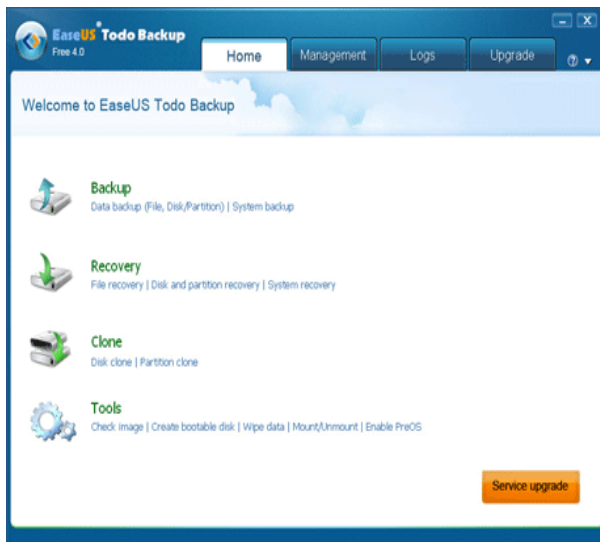 EaseUS® Todo Backup
Free 4.0
Home Management Logs Upgrade
Welcome to EaseUS Todo Backup
Backup
Data backup (File, Disk/Partition) | System backup
Recovery
File recovery | Disk and partition recovery | System recovery
Clone
Disk clone | Partition clone
Tools
Check image | Create bootable disk | Wipe data | Mount/Unmount | Enable PreOS
Service upgrade